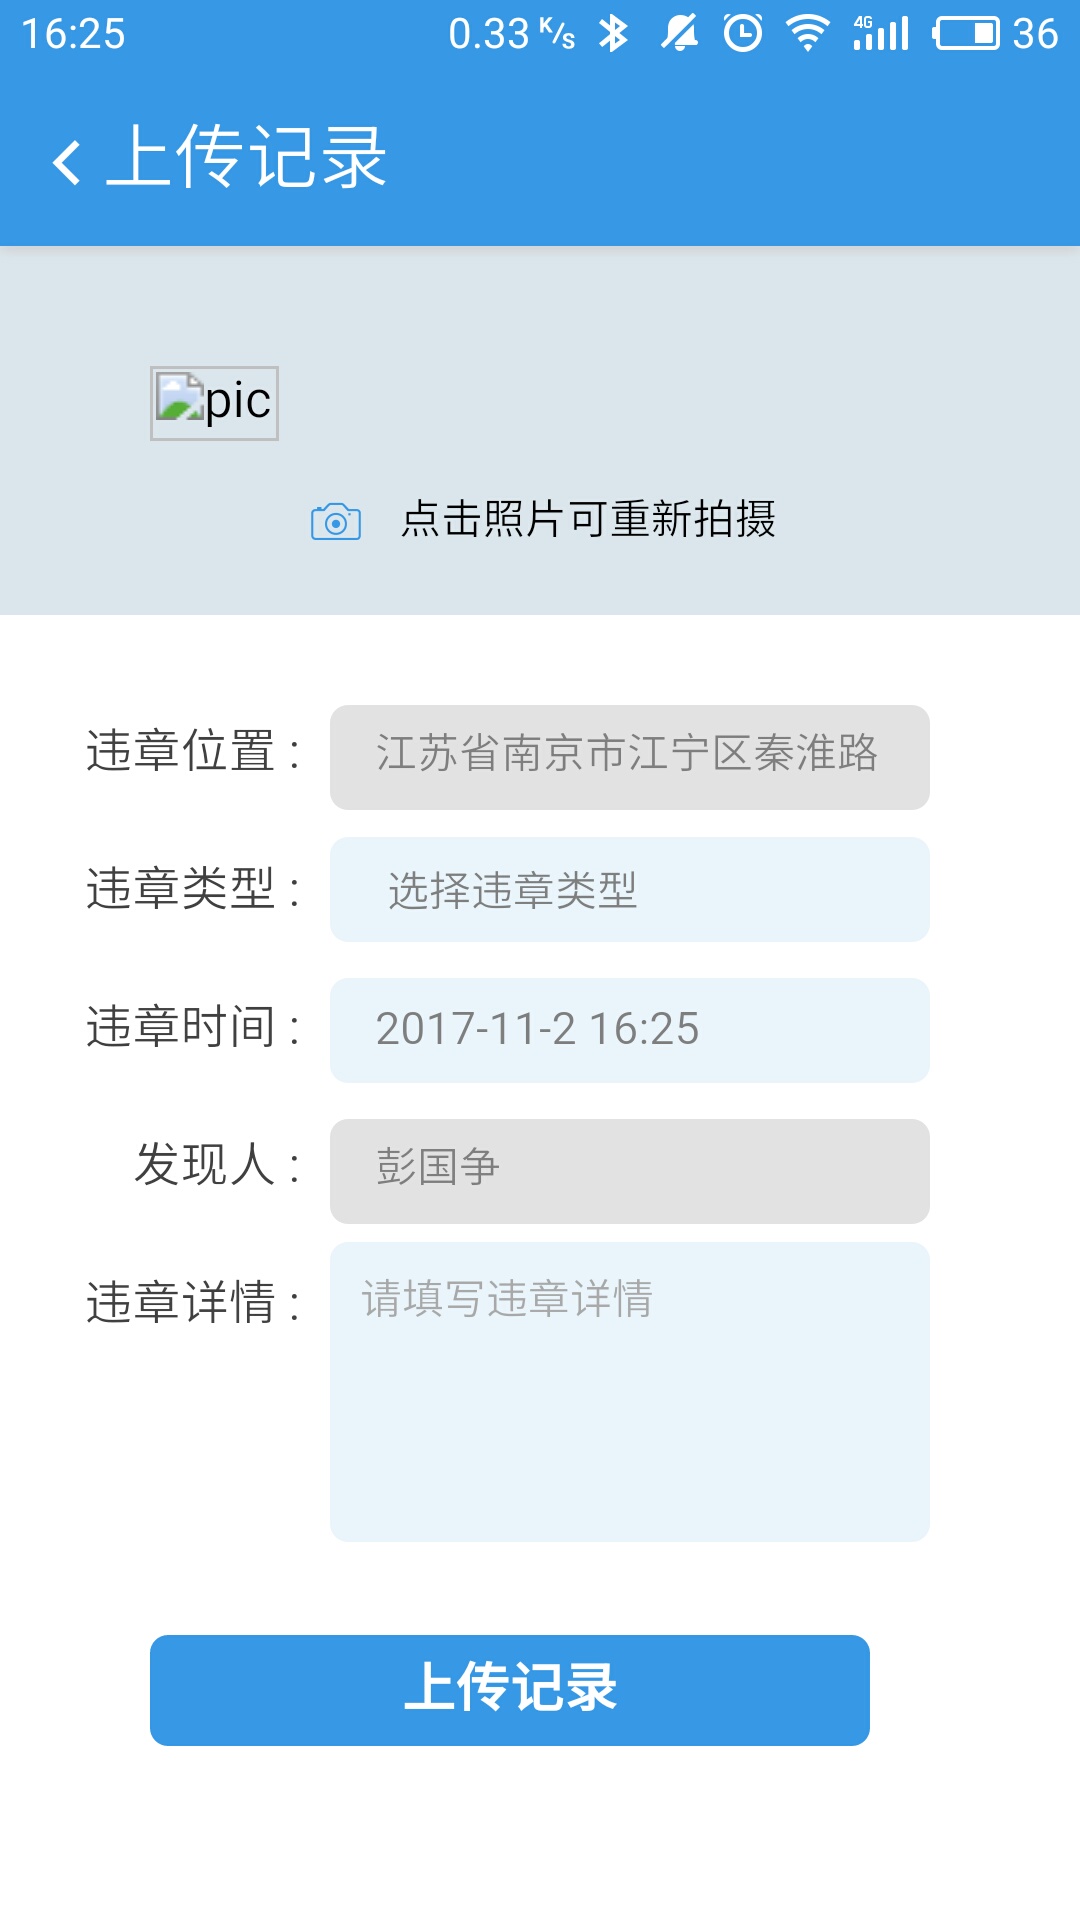 16:25 0.33 K/s 4G 36
上传记录
pic
点击照片可重新拍摄
违章位置 : 江苏省南京市江宁区秦淮路
违章类型 : 选择违章类型
违章时间 : 2017-11-2 16:25
发现人 : 彭国争
违章详情 : 请填写违章详情
上传记录